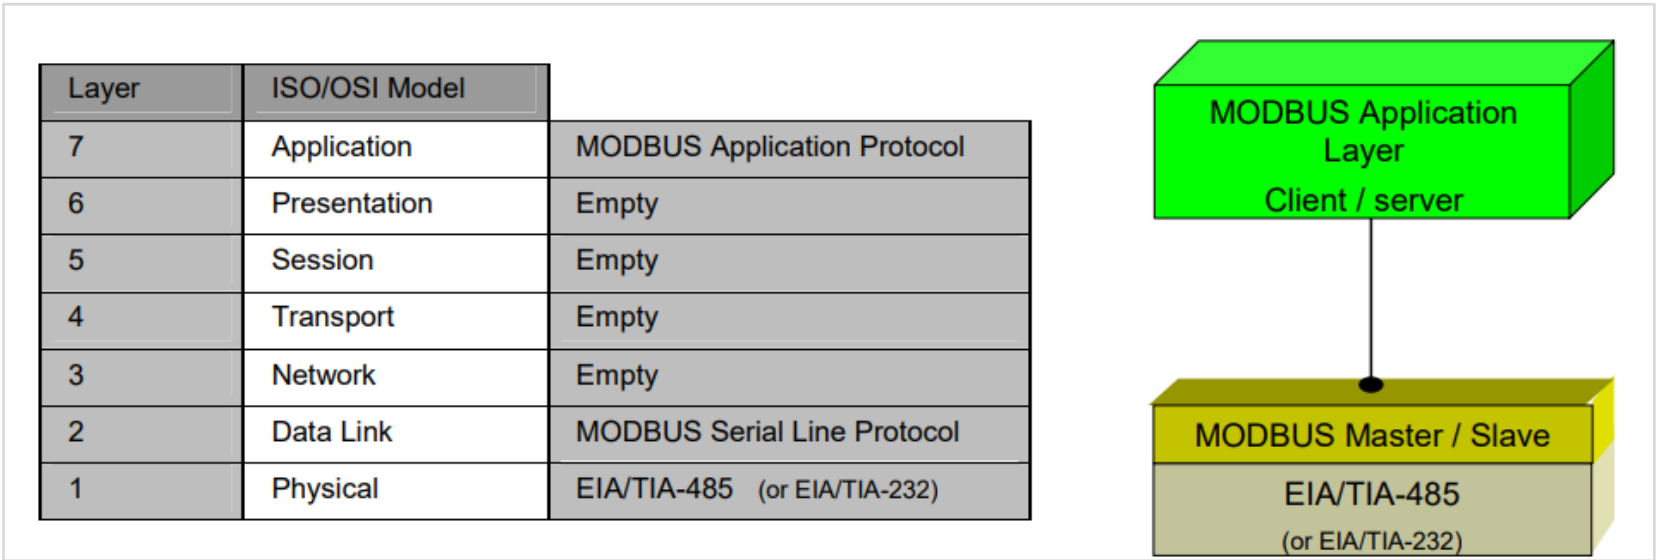 Layer ISO/OSI Model
7 Application MODBUS Application Protocol
6 Presentation Empty
5 Session Empty
4 Transport Empty
3 Network Empty
2 Data Link MODBUS Serial Line Protocol
1 Physical EIA/TIA-485 (or EIA/TIA-232)
MODBUS Application
Layer
Client / server
MODBUS Master / Slave
EIA/TIA-485
(or EIA/TIA-232)